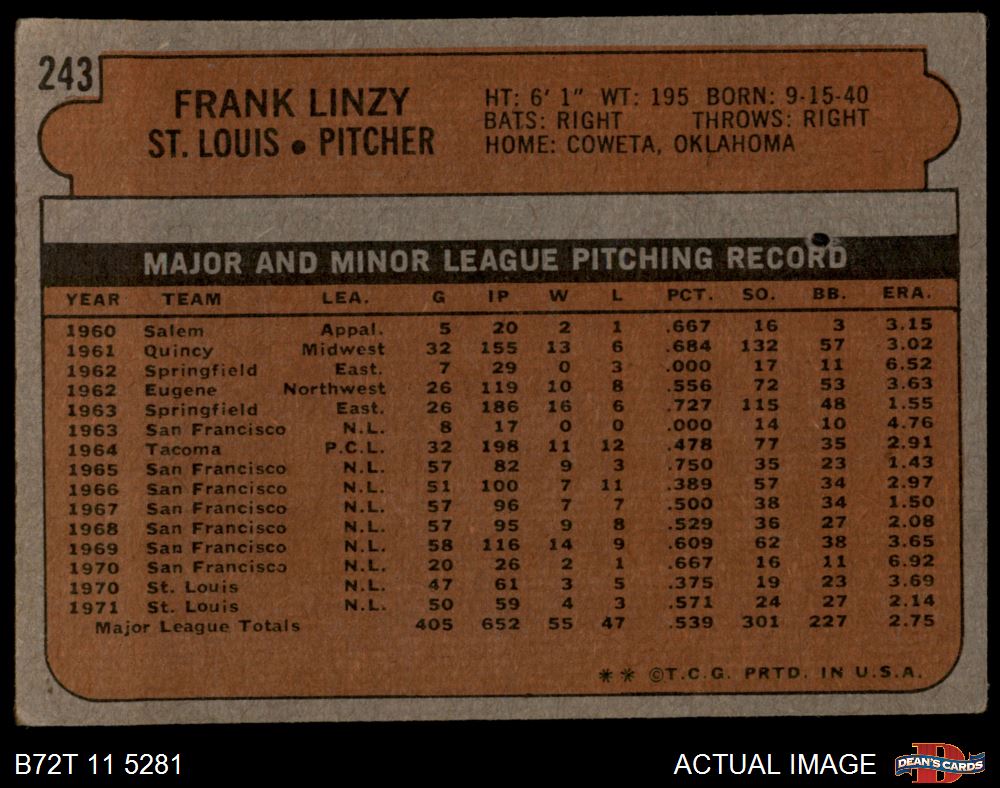 243
FRANK LINZY
ST. LOUIS • PITCHER
HT: 6' 1" WT: 195 BORN: 9-15-40
BATS: RIGHT THROWS: RIGHT
HOME: COWETA, OKLAHOMA
MAJOR AND MINOR LEAGUE PITCHING RECORD
YEAR TEAM LEA. G IP W L PCT. SO. BB. ERA.
1960 Salem Appal. 5 20 2 1 .667 16 3 3.15
1961 Quincy Midwest 32 155 13 6 .684 132 57 3.02
1962 Springfield East. 7 29 0 3 .000 17 11 6.52
1962 Eugene Northwest 26 119 10 8 .556 72 53 3.63
1963 Springfield East. 26 186 16 6 .727 115 48 1.55
1963 San Francisco N.L. 8 17 0 0 .000 14 10 4.76
1964 Tacoma P.C.L. 32 198 11 12 .478 77 35 2.91
1965 San Francisco N.L. 57 82 9 3 .750 35 23 1.43
1966 San Francisco N.L. 51 100 7 11 .389 57 34 2.97
1967 San Francisco N.L. 57 96 7 7 .500 38 34 1.50
1968 San Francisco N.L. 57 95 9 8 .529 36 27 2.08
1969 San Francisco N.L. 58 116 14 9 .609 62 38 3.65
1970 San Francisco N.L. 20 26 2 1 .667 16 11 6.92
1970 St. Louis N.L. 47 61 3 5 .375 19 23 3.69
1971 St. Louis N.L. 50 59 4 3 .571 24 27 2.14
Major League Totals 405 652 55 47 .539 301 227 2.75
** ©T.C.G. PRTD. IN U.S.A.
B72T 11 5281
ACTUAL IMAGE
D
DEAN'S CARDS